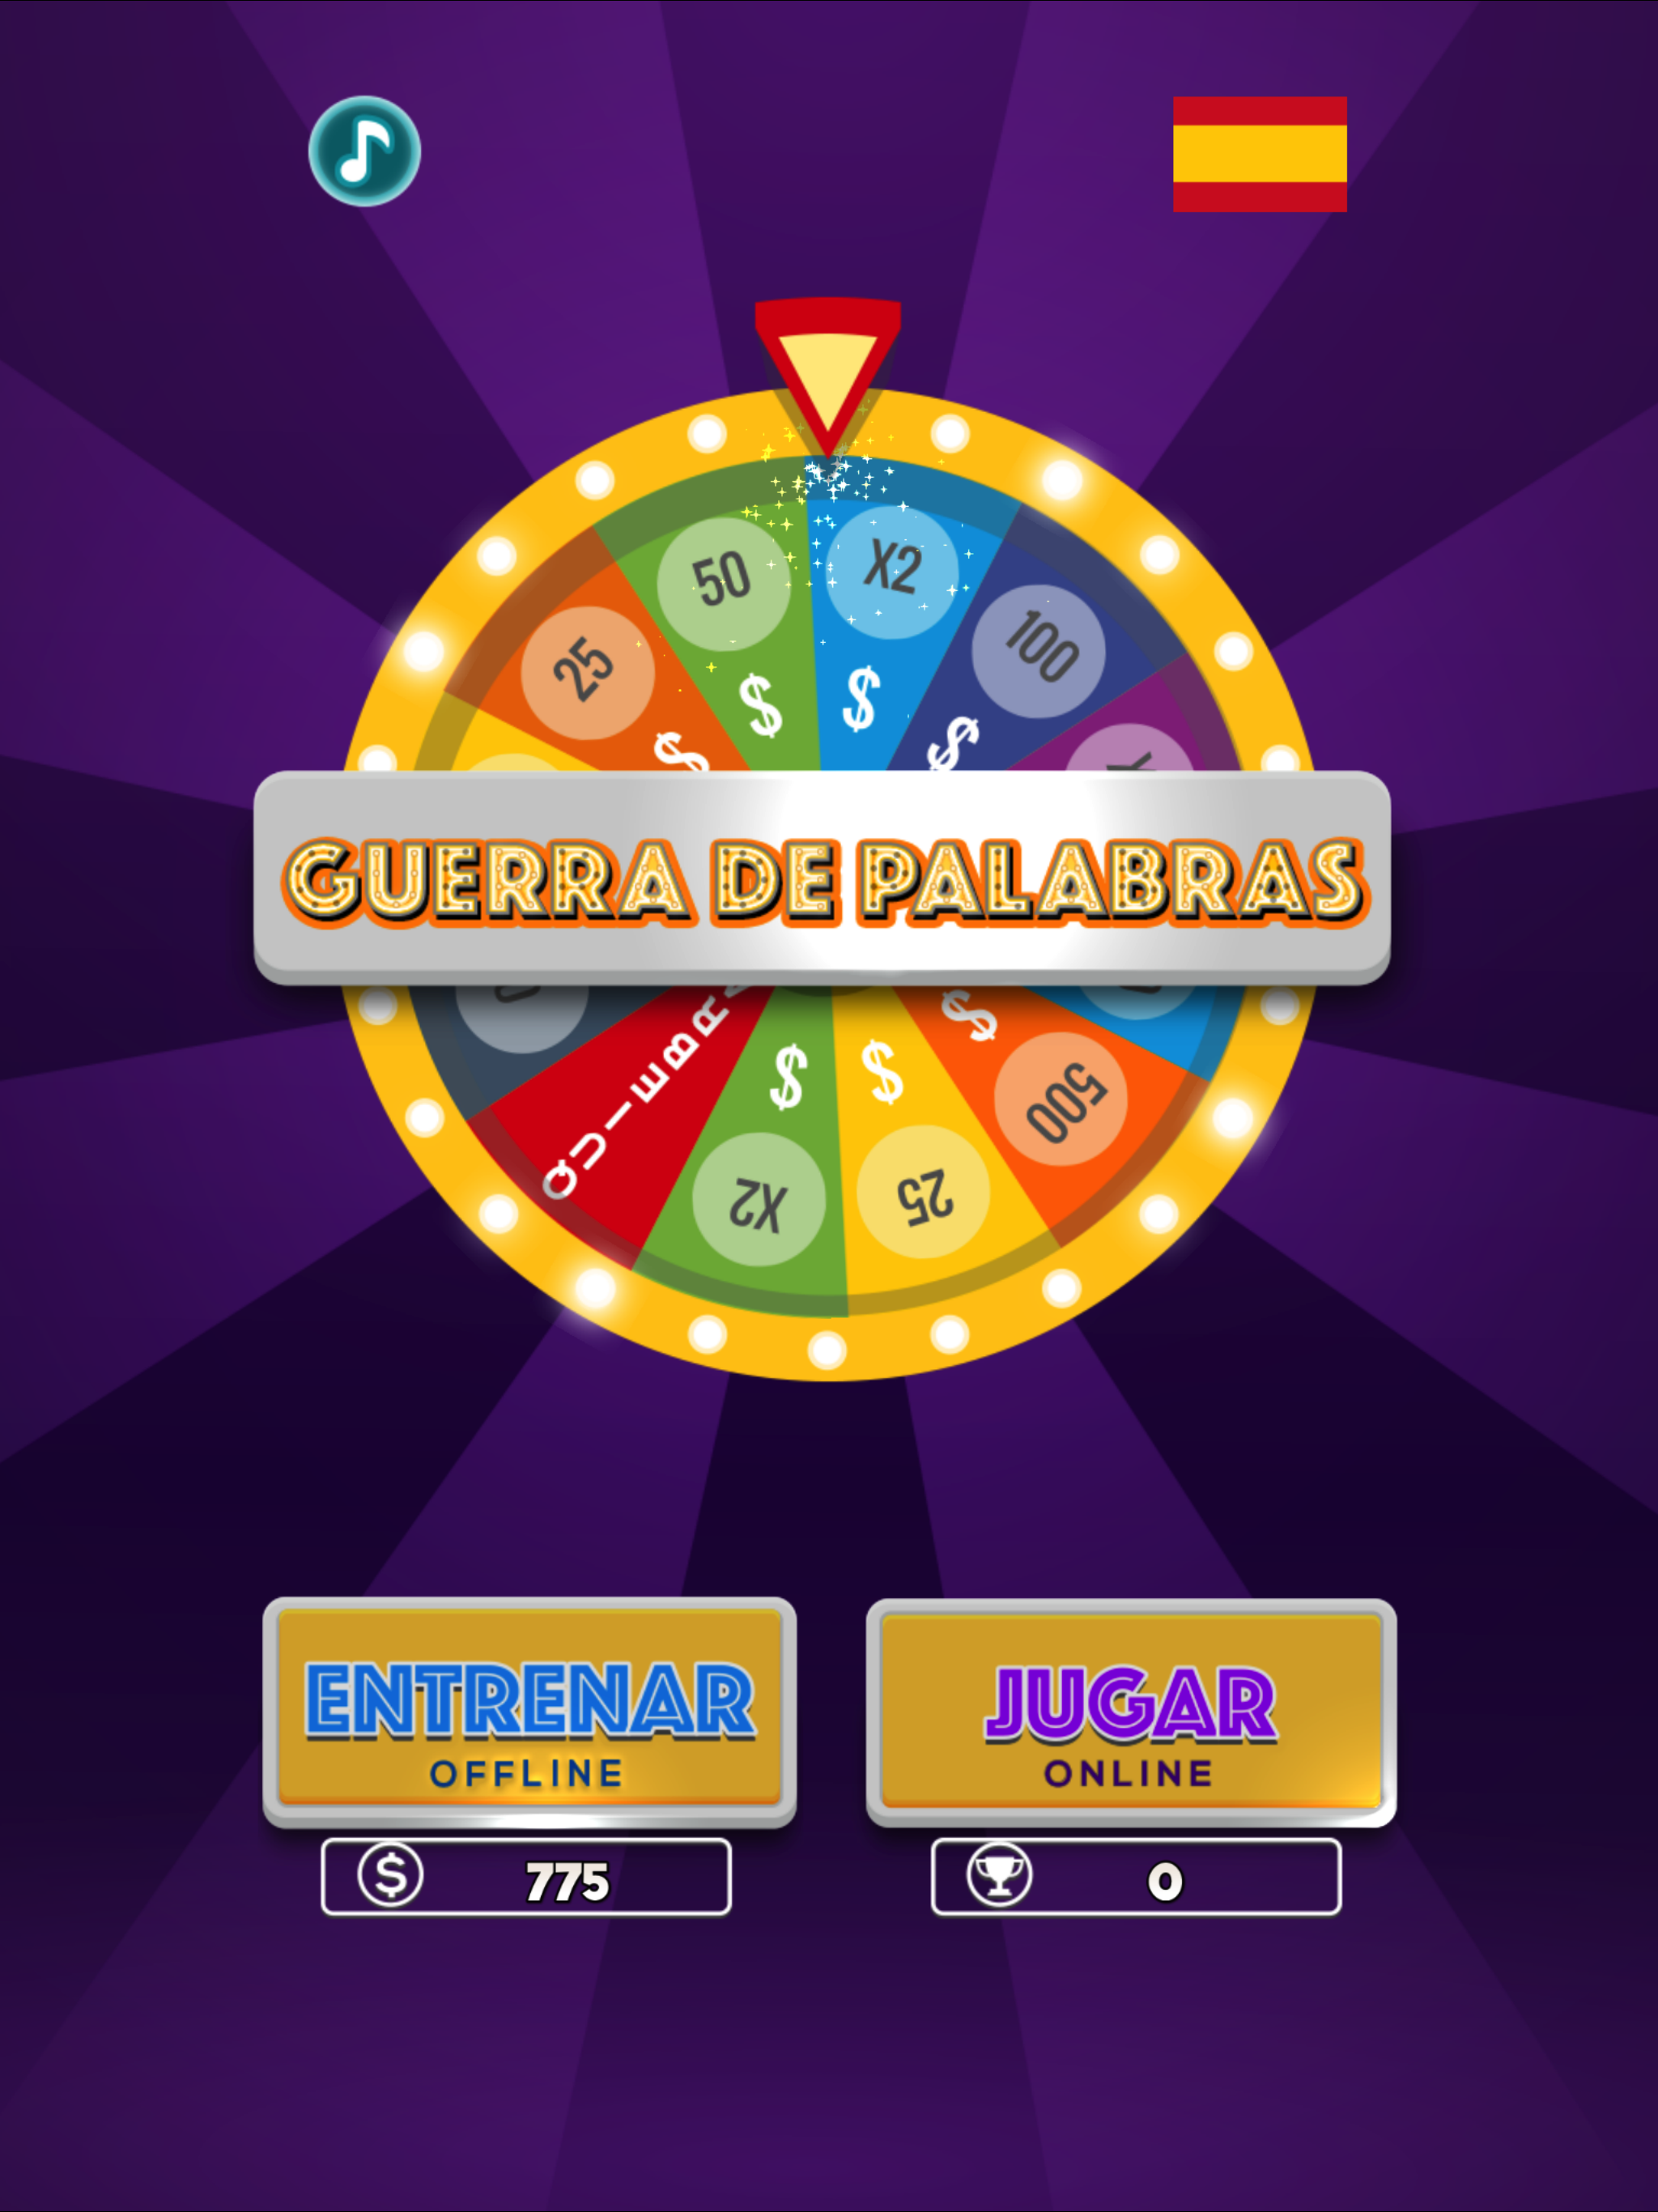 50
X2
25
100
$
$
$
$
GUERRA DE PALABRAS
$
$
$
500
X2
25
ENTRENAR
OFFLINE
JUGAR
ONLINE
$ 775
0